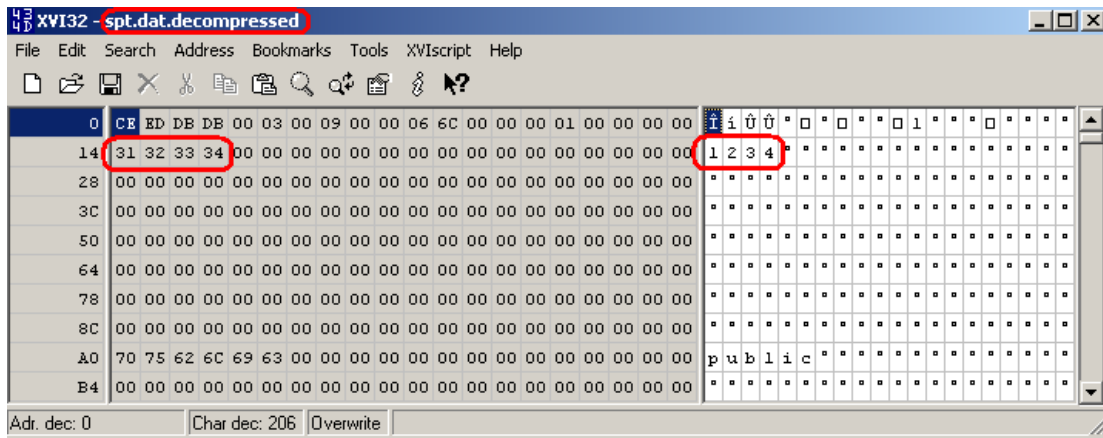 XVI32 - spt.dat.decompressed
File Edit Search Address Bookmarks Tools XVIscript Help
0 CE ED DB DB 00 03 00 09 00 00 06 6C 00 00 00 01 00 00 00 00 Î í Û Û l
14 31 32 33 34 00 00 00 00 00 00 00 00 00 00 00 00 00 00 00 00 1 2 3 4
28 00 00 00 00 00 00 00 00 00 00 00 00 00 00 00 00 00 00 00 00
3C 00 00 00 00 00 00 00 00 00 00 00 00 00 00 00 00 00 00 00 00
50 00 00 00 00 00 00 00 00 00 00 00 00 00 00 00 00 00 00 00 00
64 00 00 00 00 00 00 00 00 00 00 00 00 00 00 00 00 00 00 00 00
78 00 00 00 00 00 00 00 00 00 00 00 00 00 00 00 00 00 00 00 00
8C 00 00 00 00 00 00 00 00 00 00 00 00 00 00 00 00 00 00 00 00
A0 70 75 62 6C 69 63 00 00 00 00 00 00 00 00 00 00 00 00 00 00 p u b l i c
B4 00 00 00 00 00 00 00 00 00 00 00 00 00 00 00 00 00 00 00 00
Adr. dec: 0 Char dec: 206 Overwrite